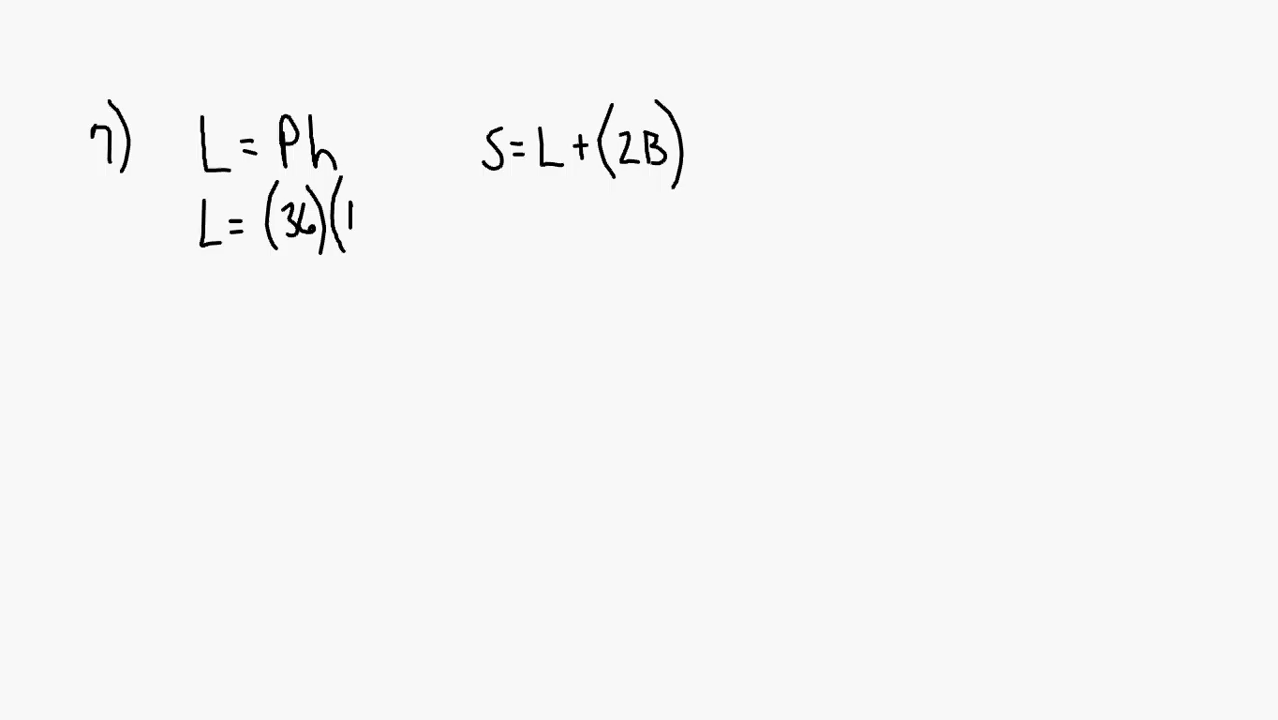 7) L = Ph S = L + (2B)
L = (36)(1